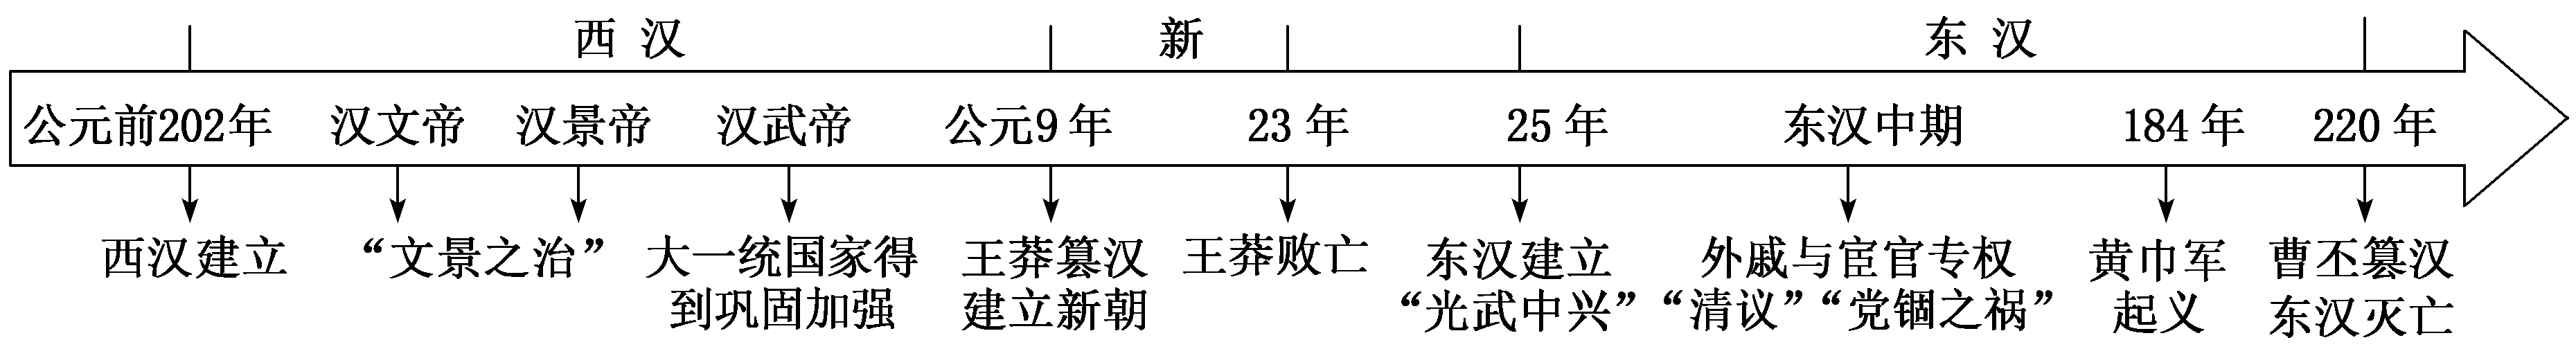 西汉 新 东汉
公元前202年 汉文帝 汉景帝 汉武帝 公元9年 23年 25年 东汉中期 184年 220年
西汉建立 “文景之治” 大一统国家得 王莽篡汉 王莽败亡 东汉建立 外戚与宦官专权 黄巾军 曹丕篡汉
到巩固加强 建立新朝 “光武中兴” “清议”“党锢之祸” 起义 东汉灭亡